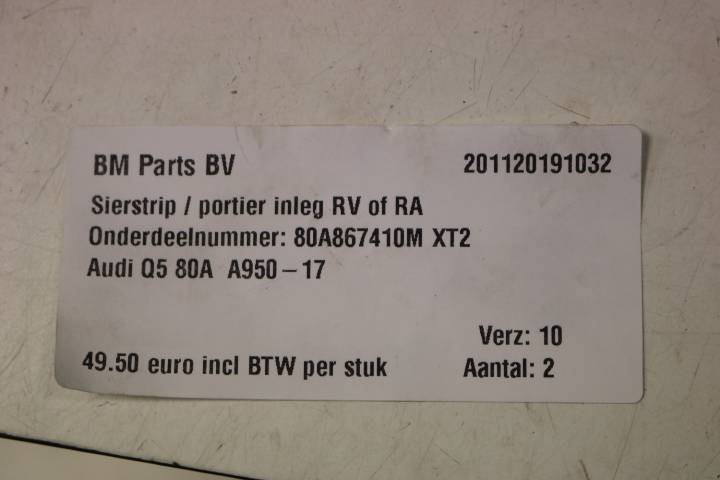 BM Parts BV 201120191032
Sierstrip / portier inleg RV of RA
Onderdeelnummer: 80A867410M XT2
Audi Q5 80A A950-17
Verz: 10
49.50 euro incl BTW per stuk Aantal: 2